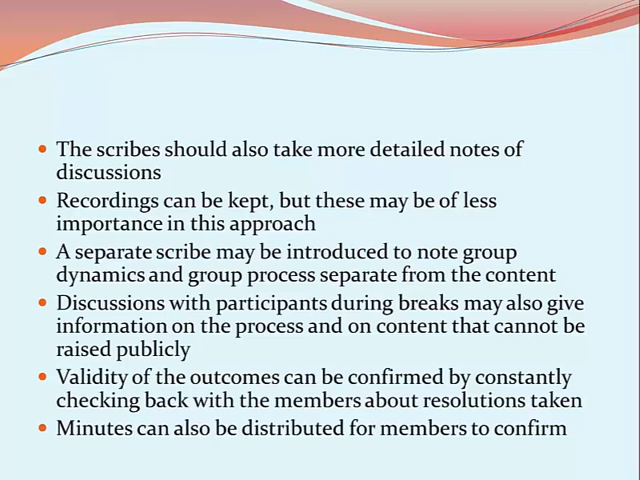 • The scribes should also take more detailed notes of
discussions
• Recordings can be kept, but these may be of less
importance in this approach
• A separate scribe may be introduced to note group
dynamics and group process separate from the content
• Discussions with participants during breaks may also give
information on the process and on content that cannot be
raised publicly
• Validity of the outcomes can be confirmed by constantly
checking back with the members about resolutions taken
• Minutes can also be distributed for members to confirm